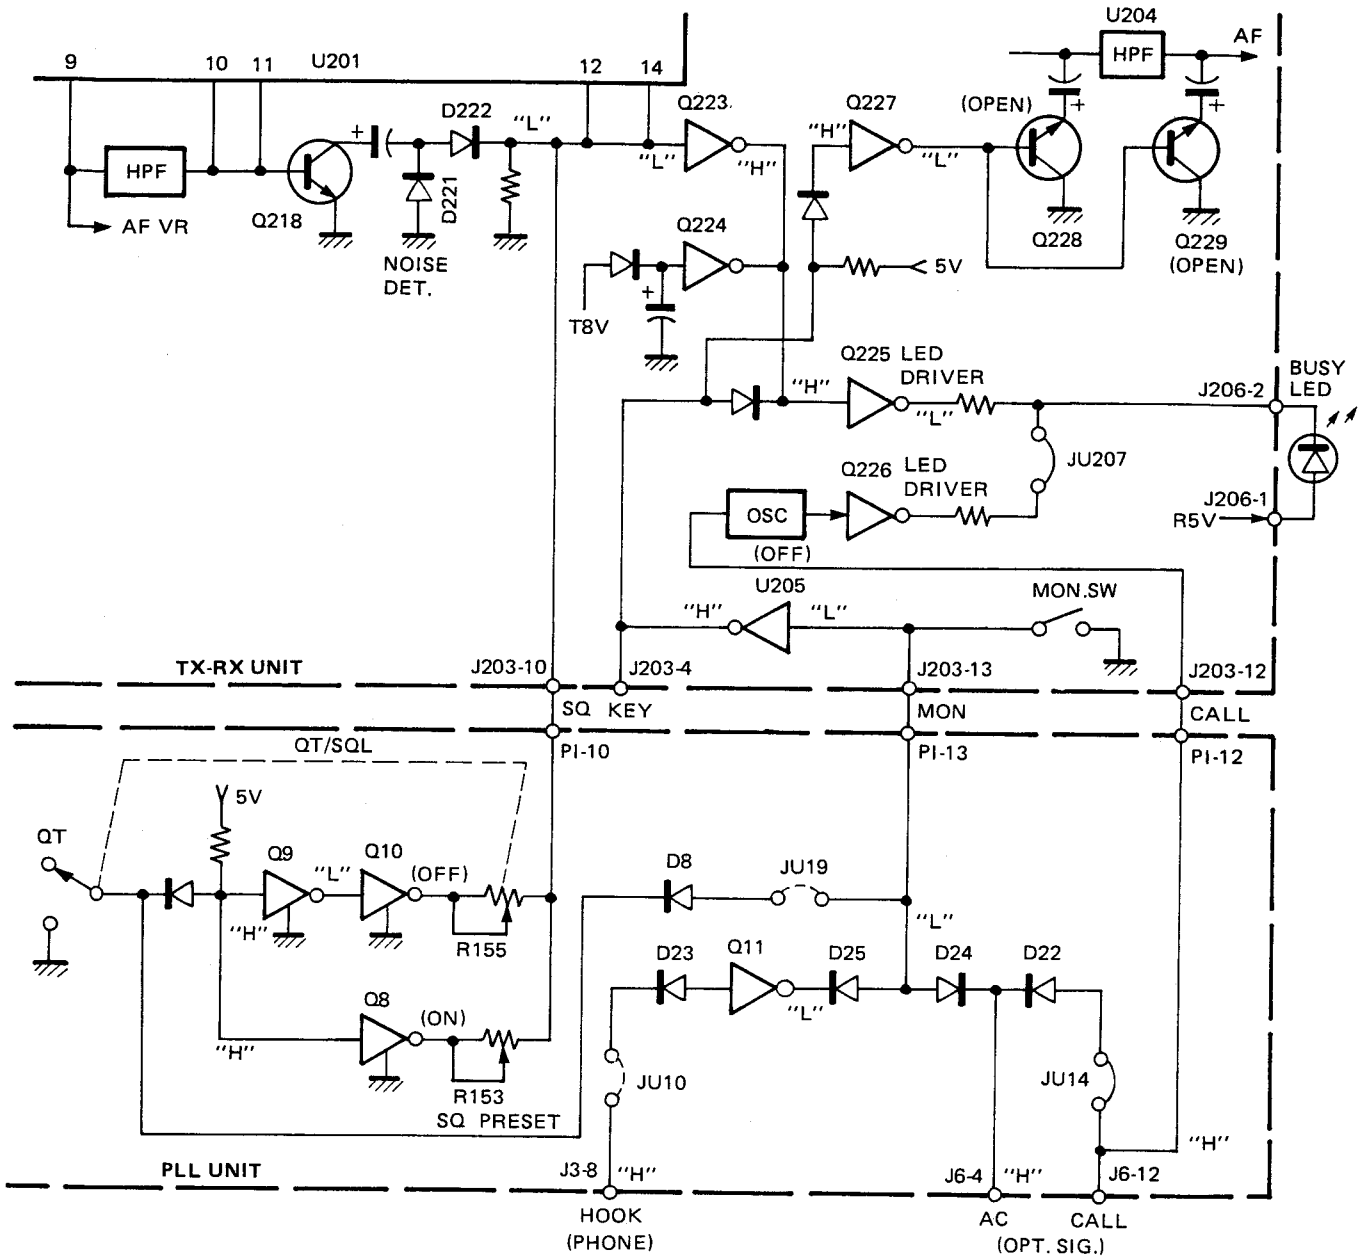 U204
9
10
11
U201
12
14
HPF
AF
D222
"L"
Q223
Q227
(OPEN)
+
+
+
"H"
"L"
"H"
"L"
HPF
D221
Q218
AF VR
Q224
Q228
Q229
(OPEN)
NOISE
DET.
5V
+
T8V
Q225 LED
DRIVER
BUSY
LED
"H"
J206-2
"L"
JU207
Q226 LED
DRIVER
J206-1
OSC
R5V
(OFF)
U205
MON.SW
"H"
"L"
TX-RX UNIT
J203-10
J203-4
J203-13
J203-12
SQ
KEY
MON
CALL
QT/SQL
PI-10
PI-13
PI-12
5V
QT
Q9
Q10
"L"
(OFF)
D8
JU19
"H"
"L"
R155
D23
Q11
D25
D24
D22
Q8
(ON)
"L"
"H"
JU10
JU14
R153
SQ PRESET
"H"
PLL UNIT
J3-8
"H"
J6-4
"H"
J6-12
HOOK
(PHONE)
AC
CALL
(OPT. SIG.)